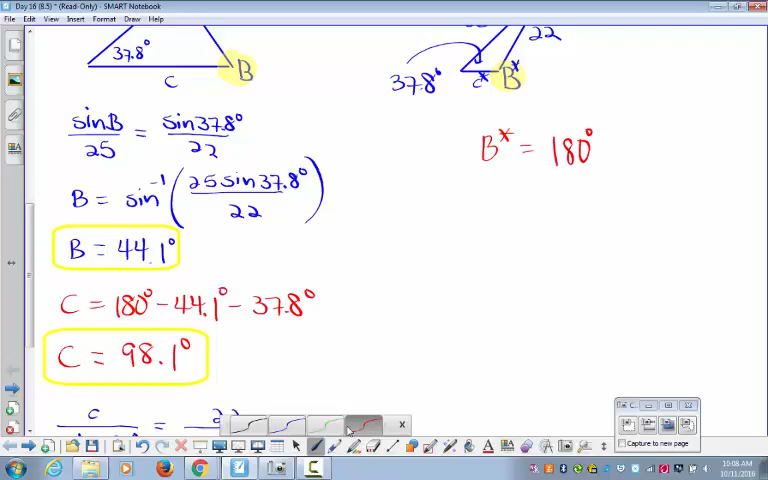 Day 16 (8.5) * (Read-Only) - SMART Notebook
File Edit View Insert Format Draw Help
37.8°
B
C
22
37.8°
C*
B*
sinB/25 = sin37.8°/22
B* = 180°
B = sin⁻¹(25sin37.8°/22)
B = 44.1°
C = 180° - 44.1° - 37.8°
C = 98.1°
c
=
22
Capture to new page
10:08 AM
10/11/2016